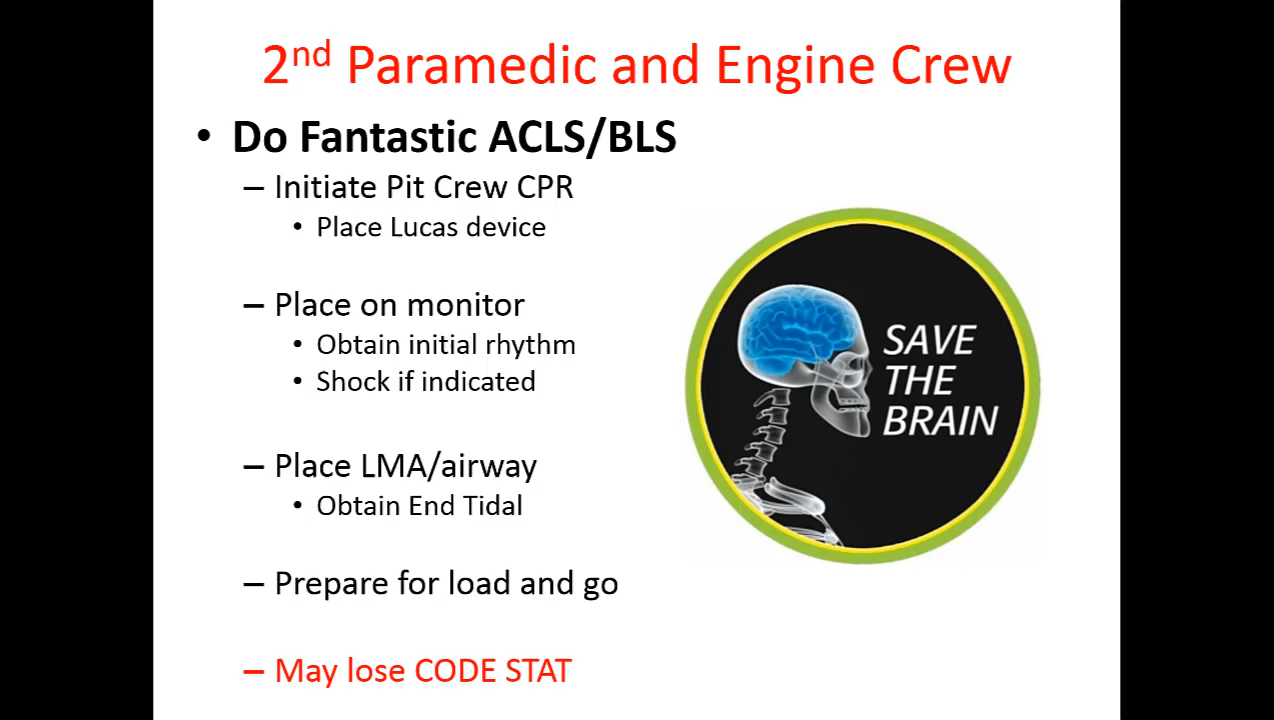 2nd Paramedic and Engine Crew
• Do Fantastic ACLS/BLS
– Initiate Pit Crew CPR
• Place Lucas device
– Place on monitor
• Obtain initial rhythm
• Shock if indicated
– Place LMA/airway
• Obtain End Tidal
– Prepare for load and go
– May lose CODE STAT
SAVE
THE
BRAIN